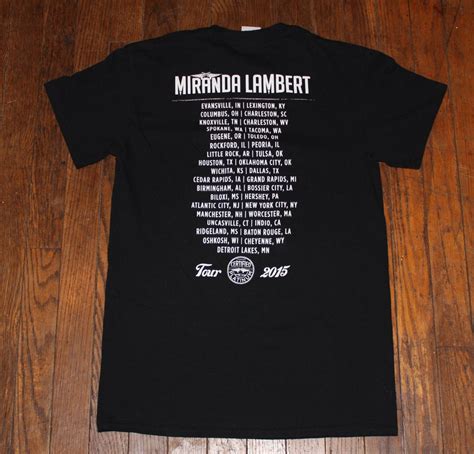 MIRANDA LAMBERT
EVANSVILLE, IN | LEXINGTON, KY
COLUMBUS, OH | CHARLESTON, SC
KNOXVILLE, TN | CHARLESTON, WV
SPOKANE, WA | TACOMA, WA
EUGENE, OR | TOLEDO, OH
ROCKFORD, IL | PEORIA, IL
LITTLE ROCK, AR | TULSA, OK
HOUSTON, TX | OKLAHOMA CITY, OK
WICHITA, KS | DALLAS, TX
CEDAR RAPIDS, IA | GRAND RAPIDS, MI
BIRMINGHAM, AL | BOSSIER CITY, LA
BILOXI, MS | HERSHEY, PA
ATLANTIC CITY, NJ | NEW YORK CITY, NY
MANCHESTER, NH | WORCESTER, MA
UNCASVILLE, CT | INDIO, CA
RIDGELAND, MS | BATON ROUGE, LA
OSHKOSH, WI | CHEYENNE, WY
DETROIT LAKES, MN
Tour CERTIFIED PLATINUM 2015